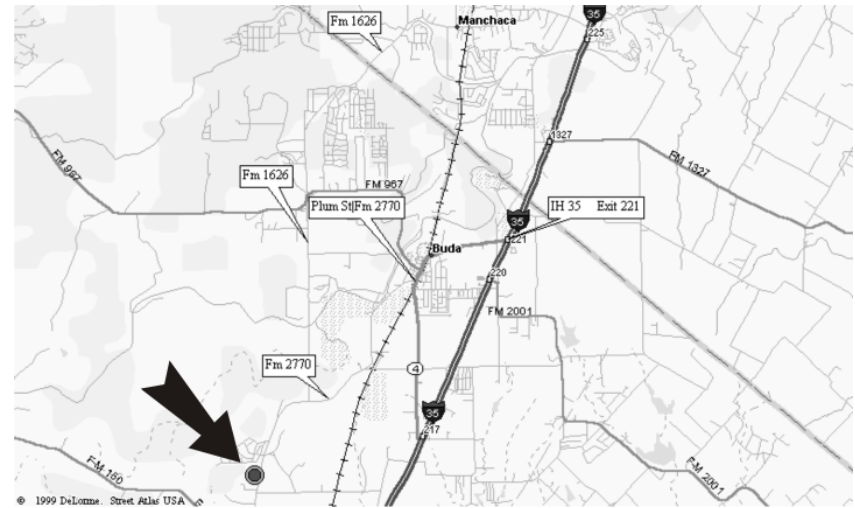 Fm 1626
Manchaca
35
225
FM 967
1327
FM 1327
Fm 1626
FM 967
Plum St|Fm 2770
IH 35 Exit 221
35
221
Buda
220
FM 2001
Fm 2770
4
35
217
FM 150
FM 2001
© 1999 DeLorme. Street Atlas USA